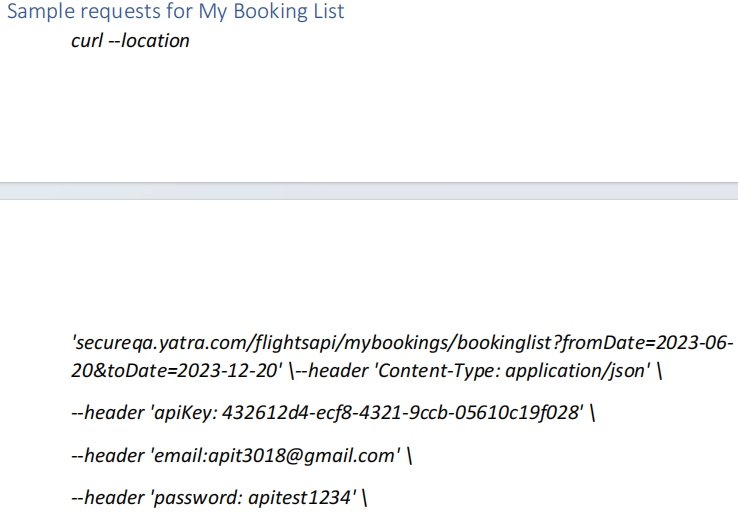 Sample requests for My Booking List
curl --location
'secureqa.yatra.com/flightsapi/mybookings/bookinglist?fromDate=2023-06-
20&toDate=2023-12-20' \--header 'Content-Type: application/json' \
--header 'apiKey: 432612d4-ecf8-4321-9ccb-05610c19f028' \
--header 'email:apit3018@gmail.com' \
--header 'password: apitest1234' \